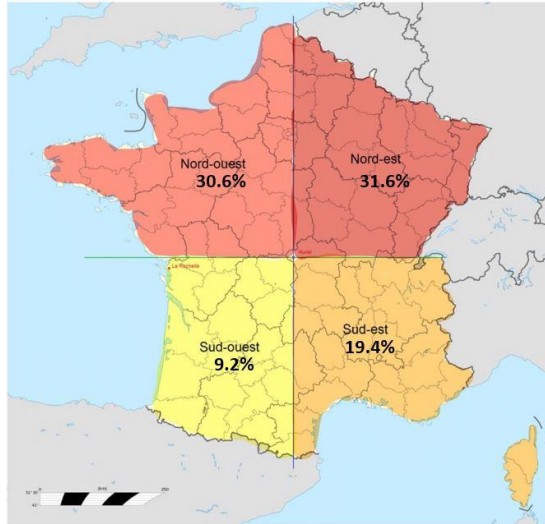 Nord-ouest
30.6%
Nord-est
31.6%
La Rochelle
Sud-ouest
9.2%
Sud-est
19.4%